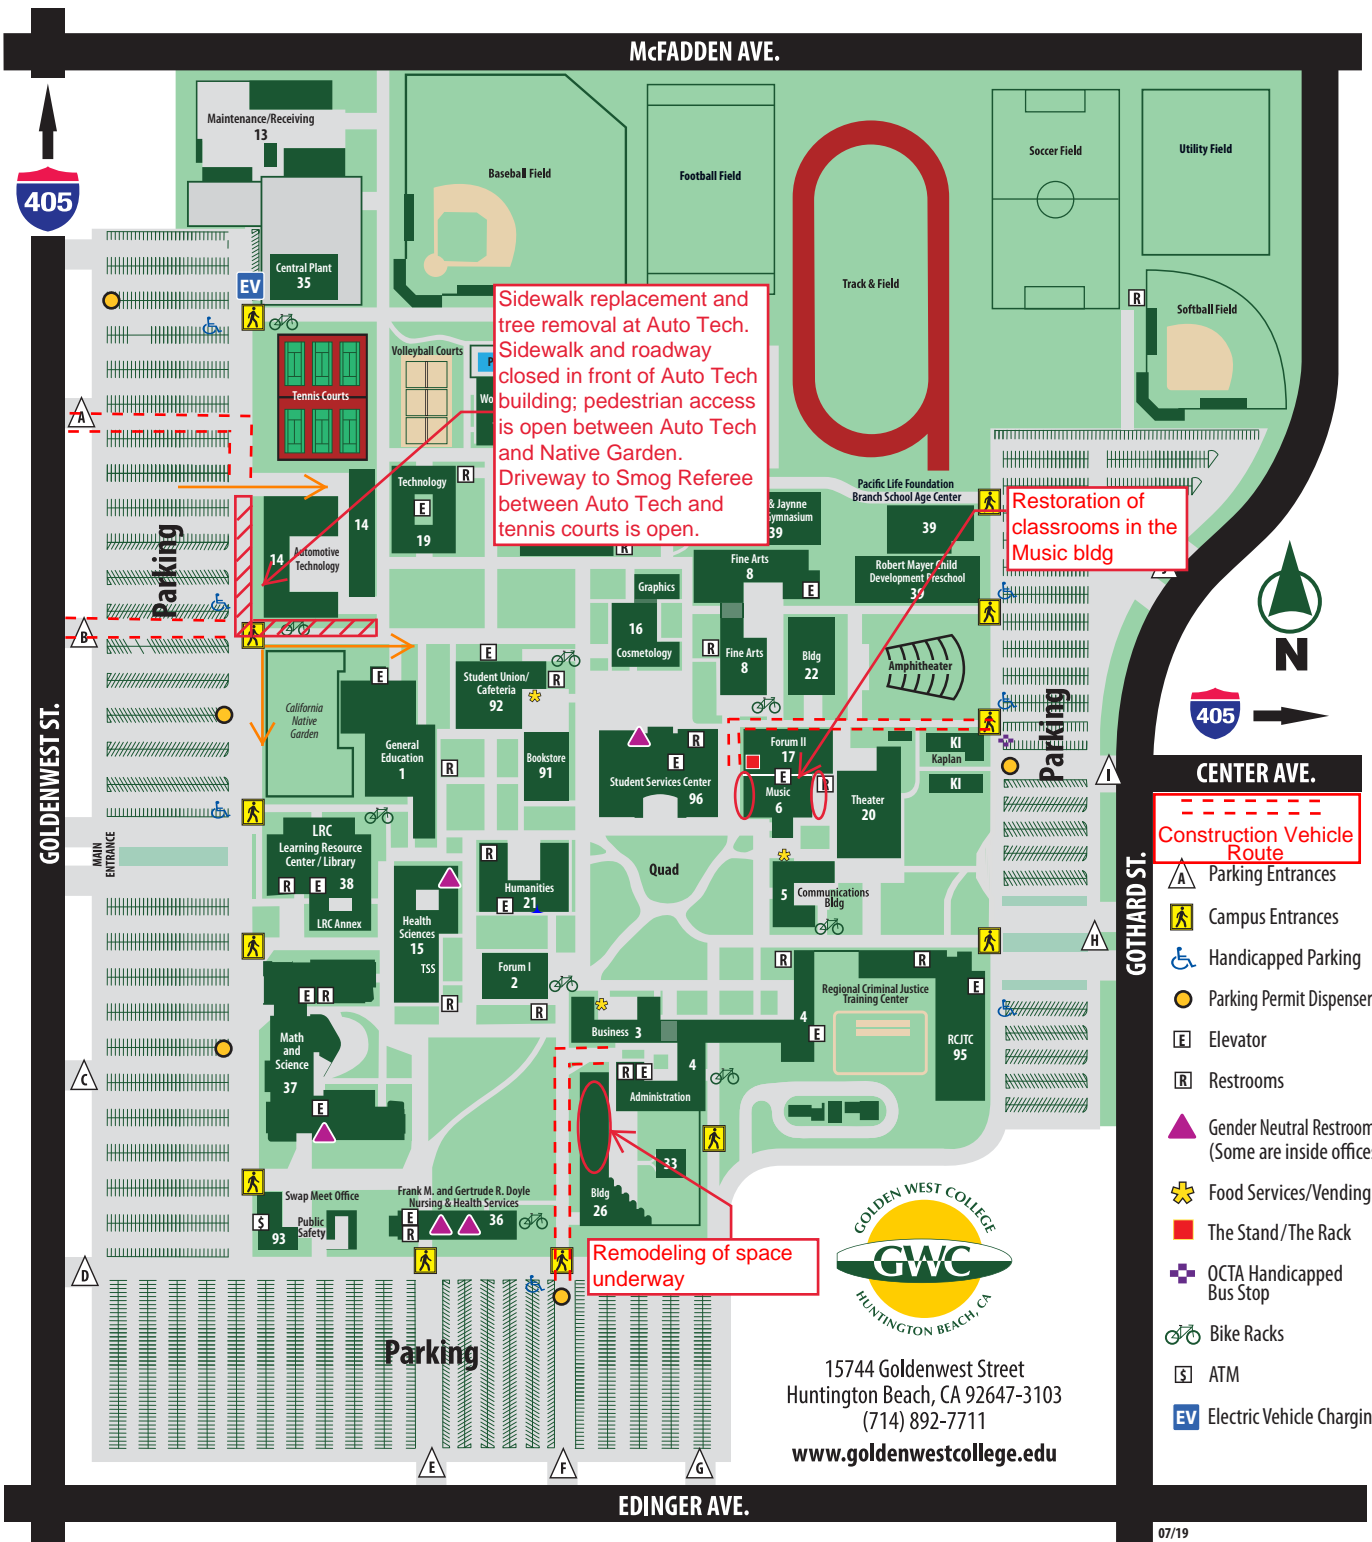 McFADDEN AVE.
405
GOLDENWEST ST.
Maintenance/Receiving
13
Central Plant
35
EV
Baseball Field
Football Field
Track & Field
Soccer Field
Utility Field
Softball Field
R
Tennis Courts
Volleyball Courts
Sidewalk replacement and
tree removal at Auto Tech.
Sidewalk and roadway
closed in front of Auto Tech
building; pedestrian access
is open between Auto Tech
and Native Garden.
Driveway to Smog Referee
between Auto Tech and
tennis courts is open.
A
B
Parking
14
14
Automotive
Technology
Technology
E
19
R
R
& Jaynne
39
Pacific Life Foundation
Branch School Age Center
39
Restoration of
classrooms in the
Music bldg
Fine Arts
8
E
Robert Mayer Child
Development Preschool
39
Graphics
16
Cosmetology
R
Fine Arts
8
Bldg
22
Amphitheater
N
405
California
Native
Garden
E
General
Education
1
R
E
Student Union/
Cafeteria
92
R
Bookstore
91
R
E
Student Services Center
96
Forum II
17
E
Music
6
R
Theater
20
KI
Kaplan
KI
Parking
I
CENTER AVE.
Construction Vehicle
Route
A Parking Entrances
Campus Entrances
Handicapped Parking
Parking Permit Dispenser
E Elevator
R Restrooms
Gender Neutral Restroom
(Some are inside offices
Food Services/Vending
The Stand/The Rack
OCTA Handicapped
Bus Stop
Bike Racks
$ ATM
EV Electric Vehicle Chargin
GOTHARD ST.
MAIN
ENTRANCE
LRC
Learning Resource
Center / Library
R E 38
LRC Annex
Health
Sciences
15
TSS
R
R
Humanities
E 21
Quad
5 Communications
Bldg
H
Forum I
2
R
R
R
Regional Criminal Justice
Training Center
E
RCJTC
95
E R
Math
and
Science
37
E
Business 3
4
E
4
R E
Administration
C
33
Bldg
26
Swap Meet Office
Public
Safety
$
93
Frank M. and Gertrude R. Doyle
Nursing & Health Services
E
R
36
Remodeling of space
underway
GOLDEN WEST COLLEGE
GWC
HUNTINGTON BEACH, CA
D
Parking
15744 Goldenwest Street
Huntington Beach, CA 92647-3103
(714) 892-7711
www.goldenwestcollege.edu
E
F
G
EDINGER AVE.
07/19